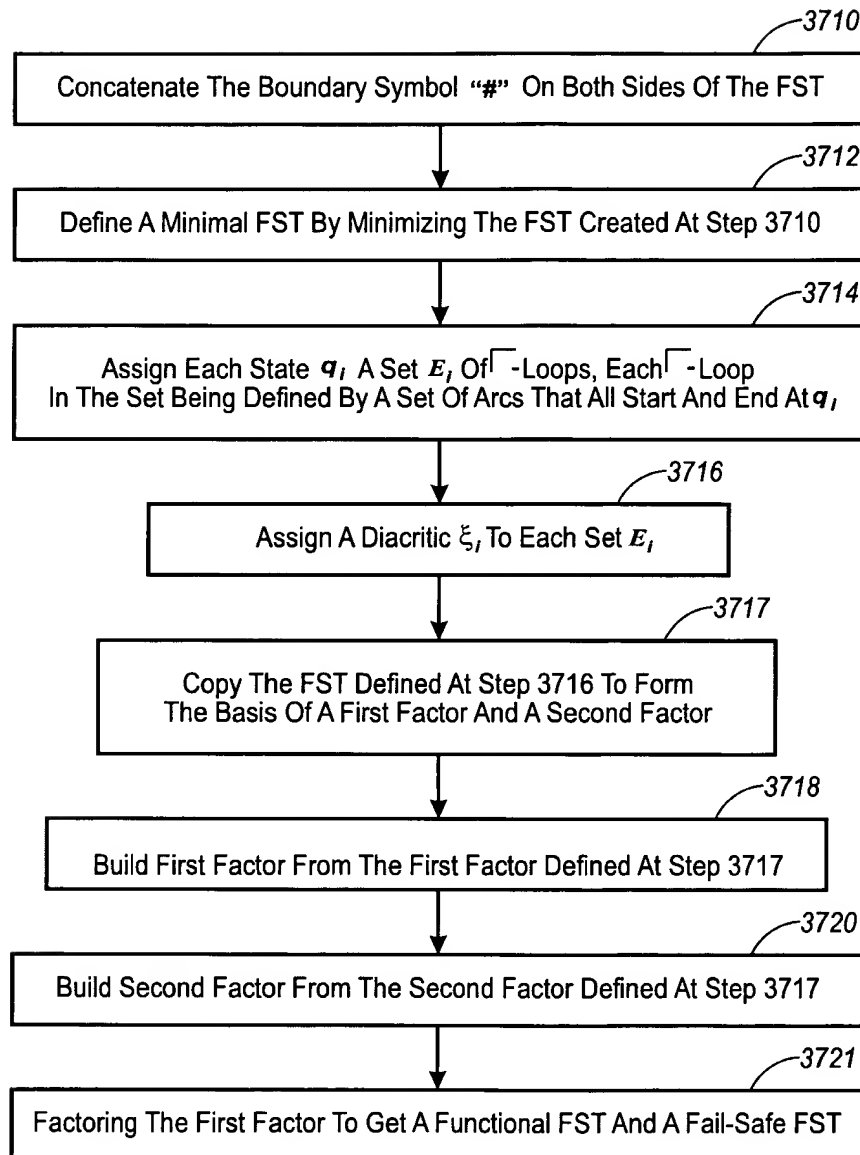 3710
Concatenate The Boundary Symbol "#" On Both Sides Of The FST
3712
Define A Minimal FST By Minimizing The FST Created At Step 3710
3714
Assign Each State q_i A Set E_i Of Γ-Loops, Each Γ-Loop
In The Set Being Defined By A Set Of Arcs That All Start And End At q_i
3716
Assign A Diacritic ξ_i To Each Set E_i
3717
Copy The FST Defined At Step 3716 To Form
The Basis Of A First Factor And A Second Factor
3718
Build First Factor From The First Factor Defined At Step 3717
3720
Build Second Factor From The Second Factor Defined At Step 3717
3721
Factoring The First Factor To Get A Functional FST And A Fail-Safe FST